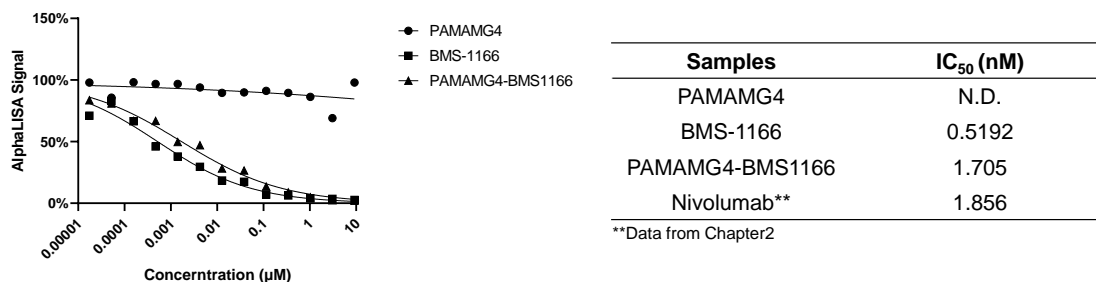 150%
100%
50%
0%
AlphaLISA Signal
0.00001
0.0001
0.001
0.01
0.1
1
10
Concerntration (µM)
PAMAMG4
BMS-1166
PAMAMG4-BMS1166
Samples IC50 (nM)
PAMAMG4 N.D.
BMS-1166 0.5192
PAMAMG4-BMS1166 1.705
Nivolumab** 1.856
**Data from Chapter2